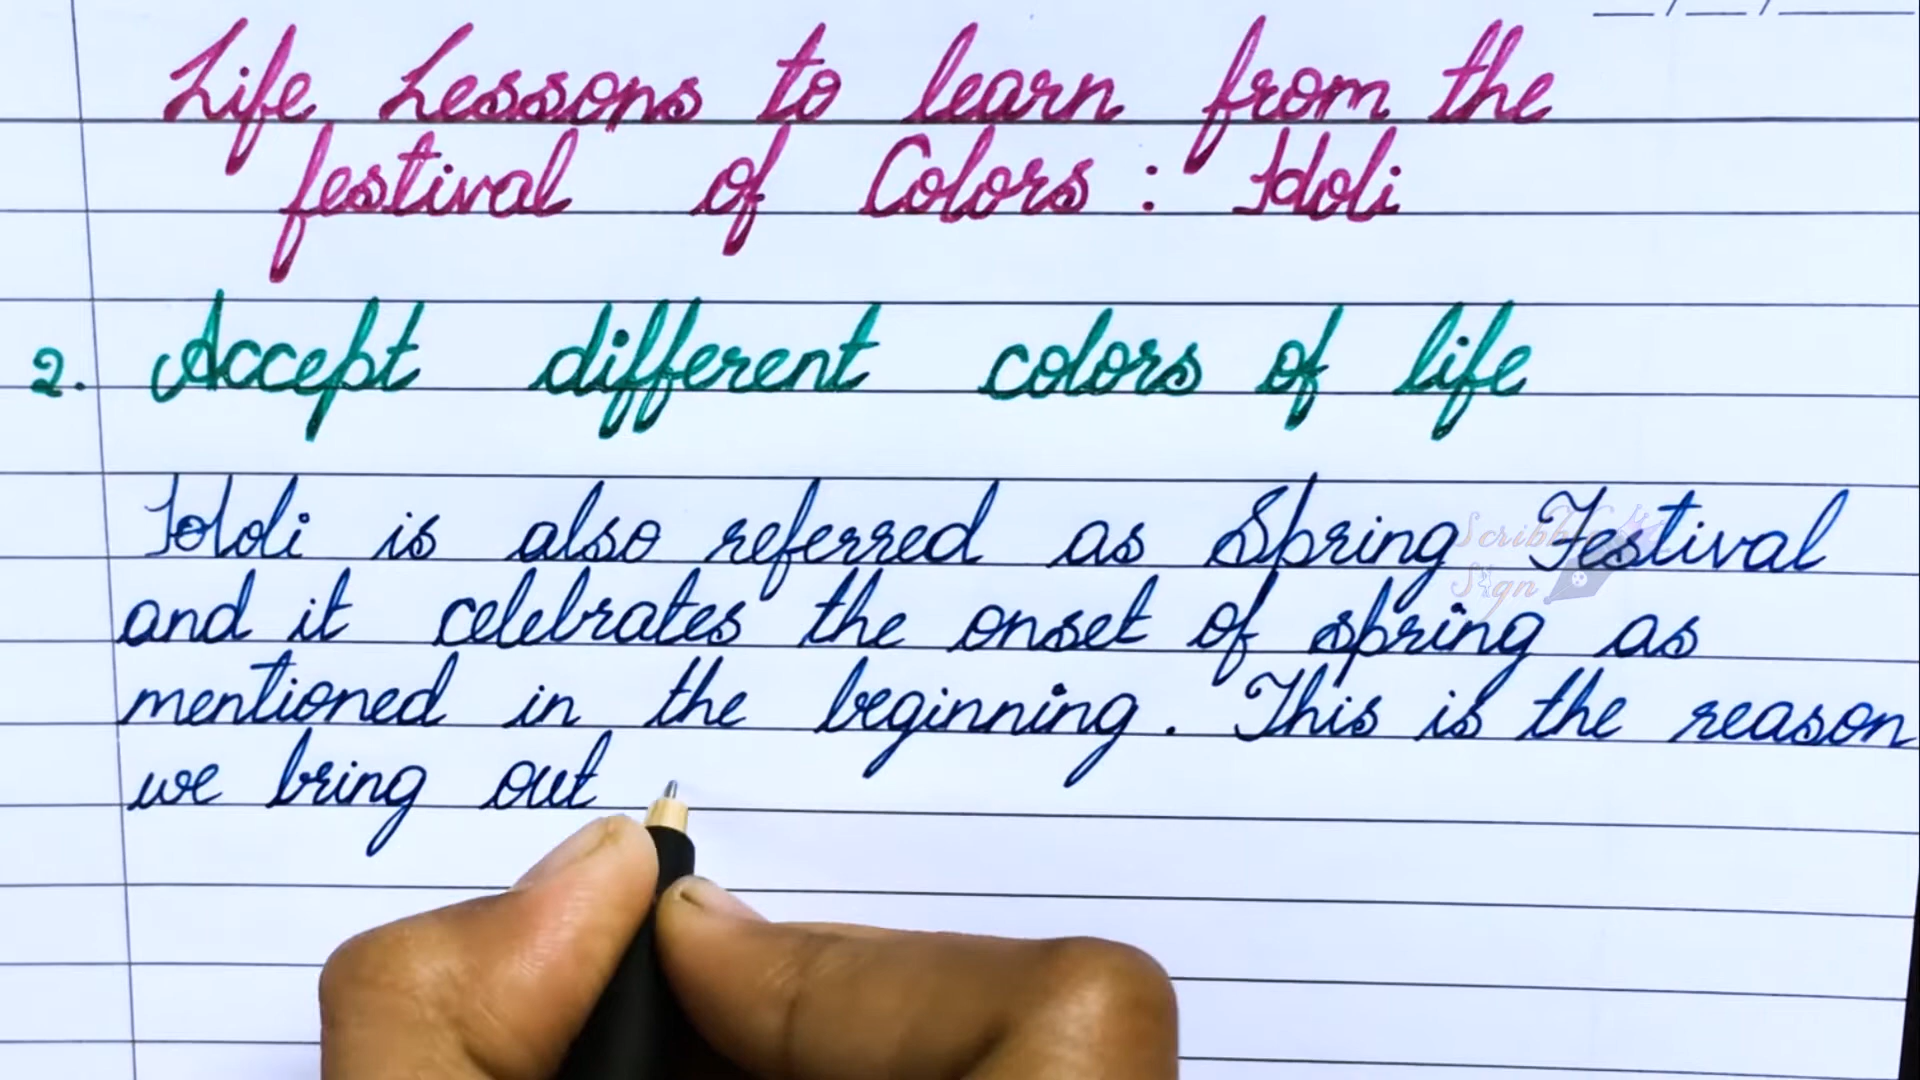 Life Lessons to learn from the
festival of Colors : Holi
2. Accept different colors of life
Holi is also referred as Spring Festival
and it celebrates the onset of spring as
mentioned in the beginning. This is the reason
we bring out
Scribble
Sign